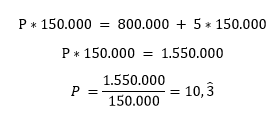 P * 150.000 = 800.000 + 5 * 150.000
P * 150.000 = 1.550.000
P = 1.550.000 / 150.000 = 10,3̂